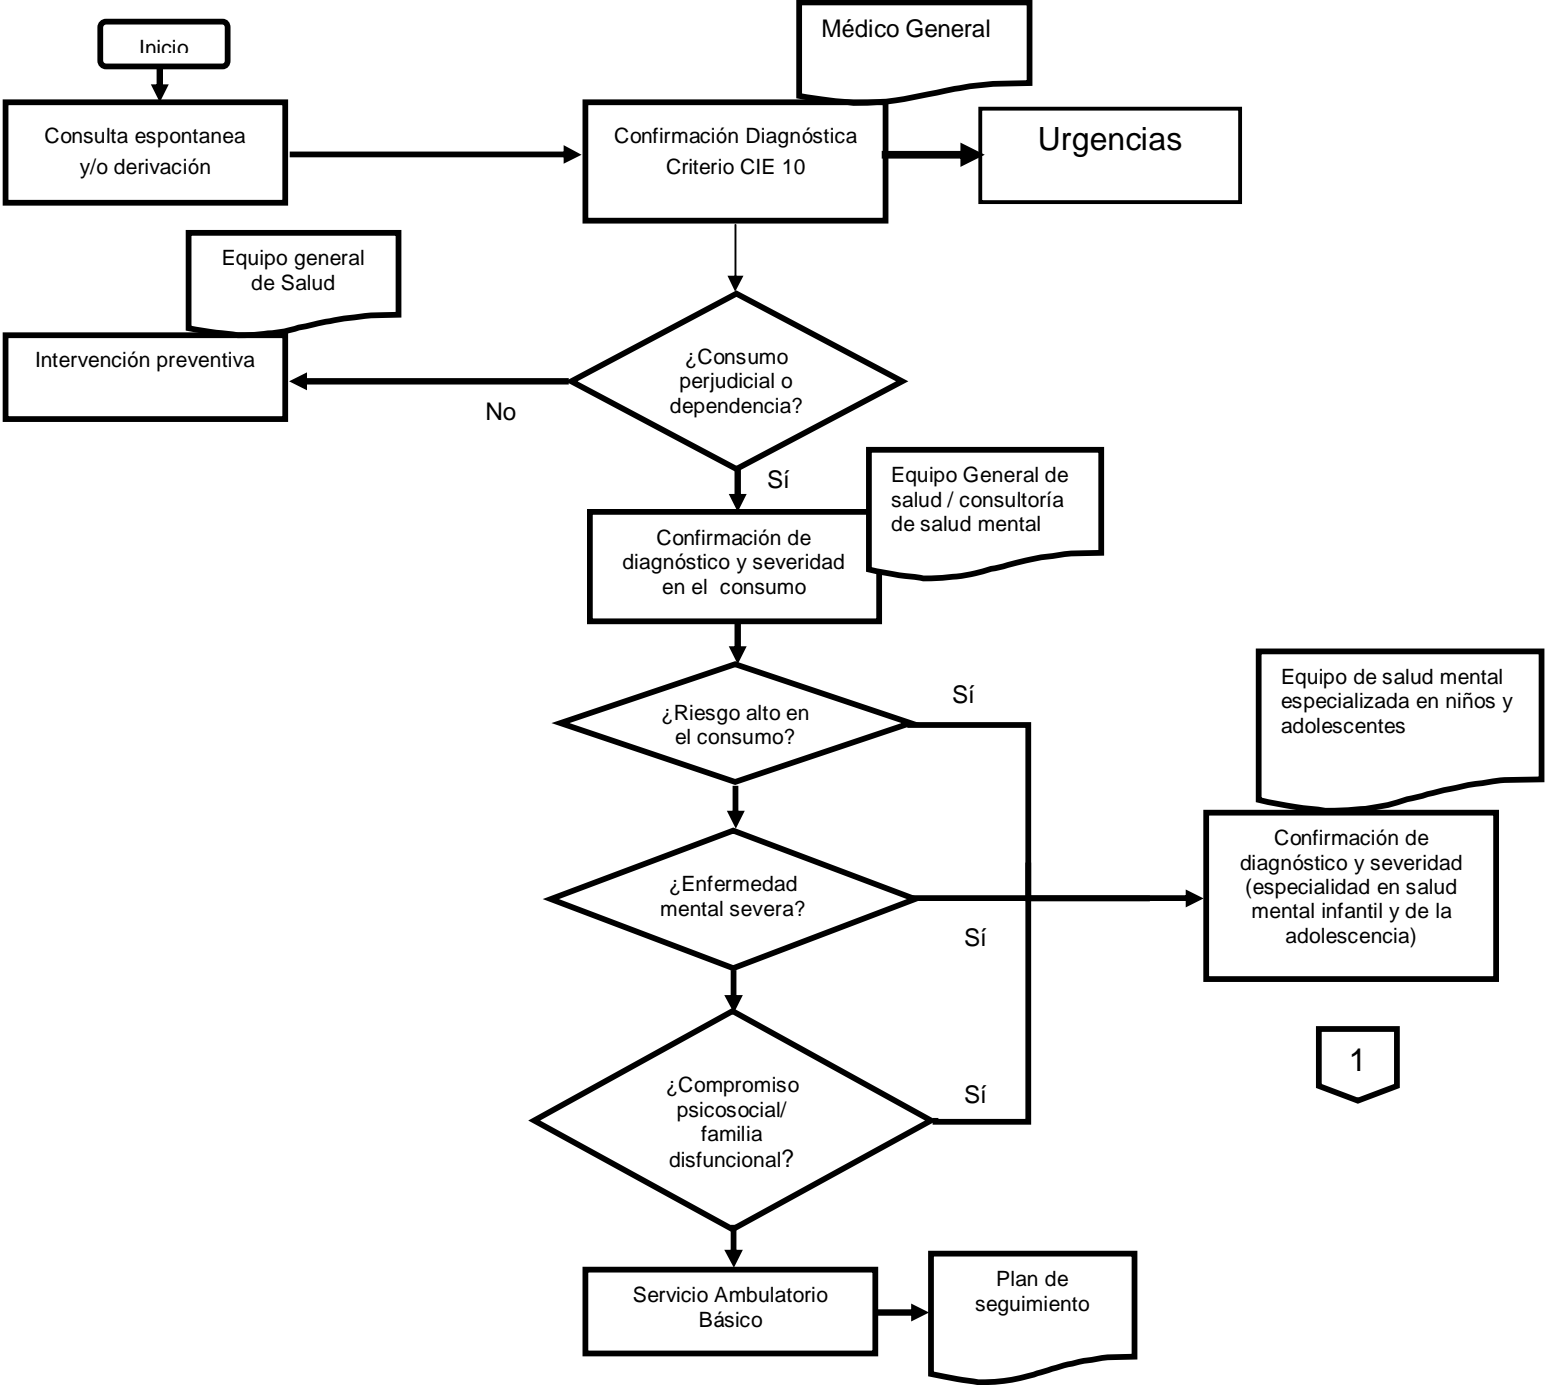 Inicio
Médico General
Consulta espontanea
y/o derivación
Confirmación Diagnóstica
Criterio CIE 10
Urgencias
Equipo general
de Salud
Intervención preventiva
¿Consumo
perjudicial o
dependencia?
No
Sí
Equipo General de
salud / consultoría
de salud mental
Confirmación de
diagnóstico y severidad
en el consumo
¿Riesgo alto en
el consumo?
Sí
Equipo de salud mental
especializada en niños y
adolescentes
¿Enfermedad
mental severa?
Sí
Confirmación de
diagnóstico y severidad
(especialidad en salud
mental infantil y de la
adolescencia)
1
¿Compromiso
psicosocial/
familia
disfuncional?
Sí
Servicio Ambulatorio
Básico
Plan de
seguimiento